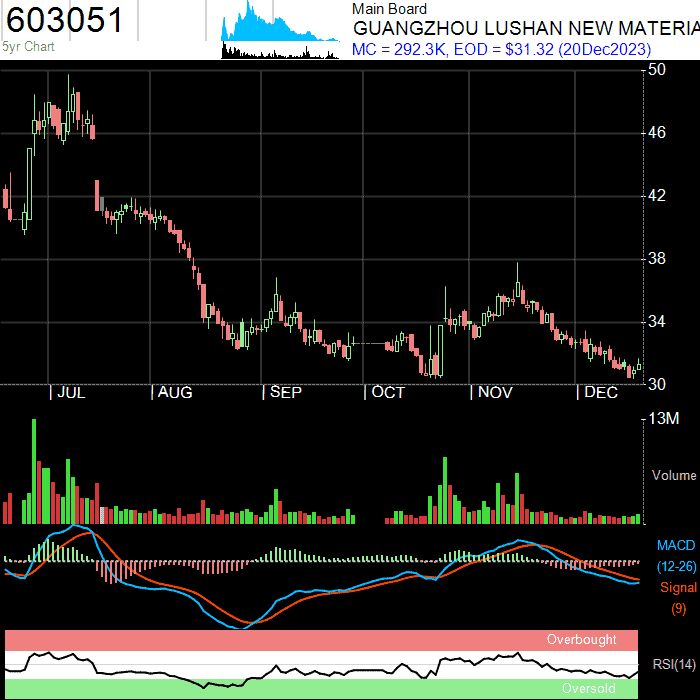 603051
5yr Chart
Main Board
GUANGZHOU LUSHAN NEW MATERIA
MC = 292.3K, EOD = $31.32 (20Dec2023)
50
46
42
38
34
30
JUL
AUG
SEP
OCT
NOV
DEC
13M
Volume
MACD
(12-26)
Signal
(9)
Overbought
RSI(14)
Oversold